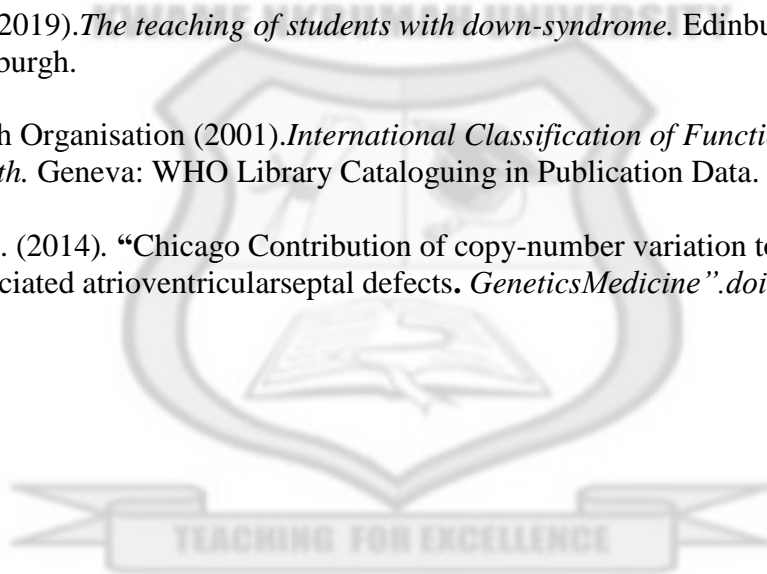 2019).The teaching of students with down-syndrome. Edinbu
burgh.
h Organisation (2001).International Classification of Functi
th. Geneva: WHO Library Cataloguing in Publication Data.
. (2014). “Chicago Contribution of copy-number variation to
ciated atrioventricularseptal defects. GeneticsMedicine”.doi
TEACHING FOR EXCELLENCE